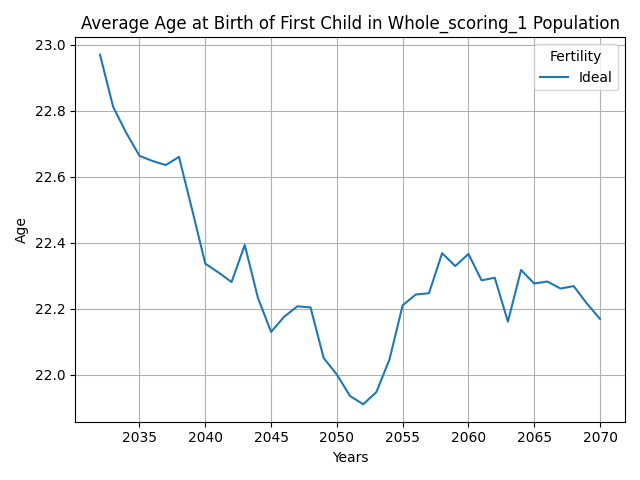 Average Age at Birth of First Child in Whole_scoring_1 Population
Fertility
Ideal
Age
23.0
22.8
22.6
22.4
22.2
22.0
2035 2040 2045 2050 2055 2060 2065 2070
Years